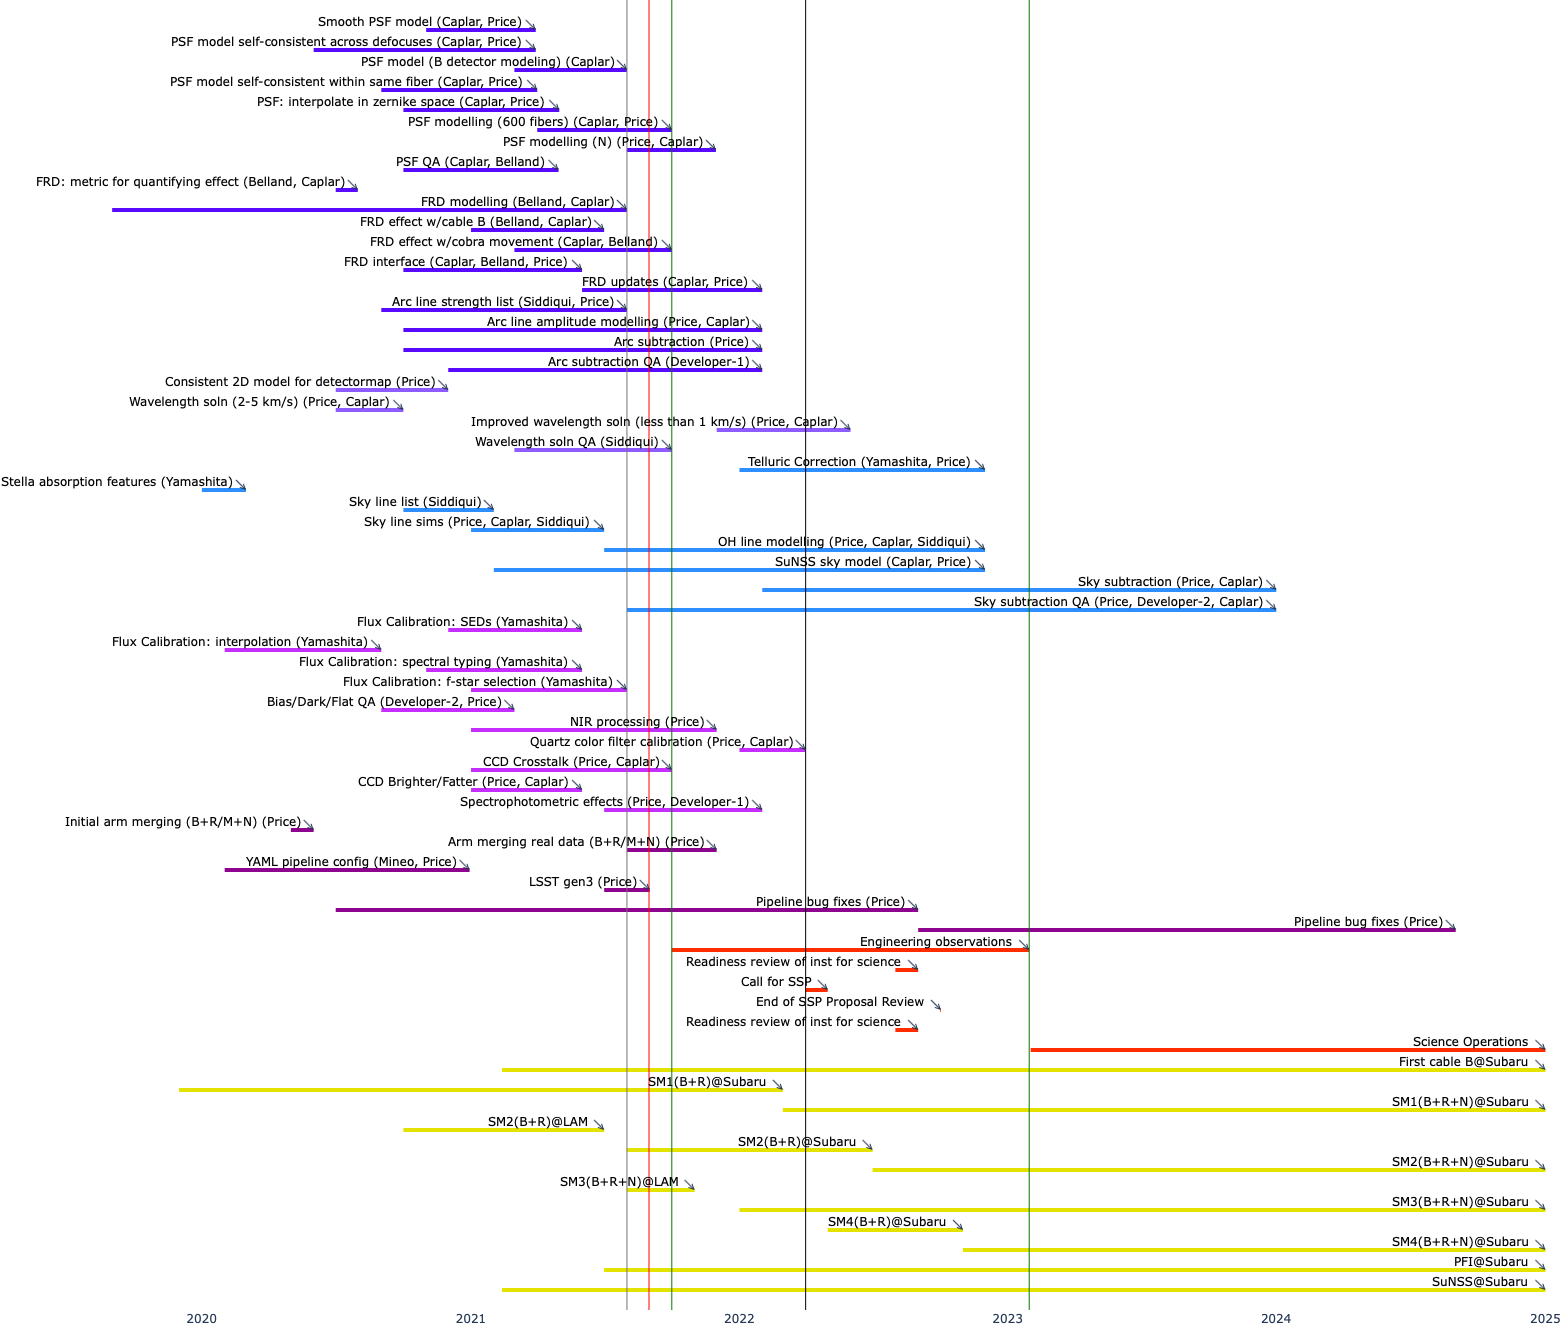 Smooth PSF model (Caplar, Price)
PSF model self-consistent across defocuses (Caplar, Price)
PSF model (B detector modeling) (Caplar)
PSF model self-consistent within same fiber (Caplar, Price)
PSF: interpolate in zernike space (Caplar, Price)
PSF modelling (600 fibers) (Caplar, Price)
PSF modelling (N) (Price, Caplar)
PSF QA (Caplar, Belland)
FRD: metric for quantifying effect (Belland, Caplar)
FRD modelling (Belland, Caplar)
FRD effect w/cable B (Belland, Caplar)
FRD effect w/cobra movement (Caplar, Belland)
FRD interface (Caplar, Belland, Price)
FRD updates (Caplar, Price)
Arc line strength list (Siddiqui, Price)
Arc line amplitude modelling (Price, Caplar)
Arc subtraction (Price)
Arc subtraction QA (Developer-1)
Consistent 2D model for detectormap (Price)
Wavelength soln (2-5 km/s) (Price, Caplar)
Improved wavelength soln (less than 1 km/s) (Price, Caplar)
Wavelength soln QA (Siddiqui)
Telluric Correction (Yamashita, Price)
Stella absorption features (Yamashita)
Sky line list (Siddiqui)
Sky line sims (Price, Caplar, Siddiqui)
OH line modelling (Price, Caplar, Siddiqui)
SuNSS sky model (Caplar, Price)
Sky subtraction (Price, Caplar)
Sky subtraction QA (Price, Developer-2, Caplar)
Flux Calibration: SEDs (Yamashita)
Flux Calibration: interpolation (Yamashita)
Flux Calibration: spectral typing (Yamashita)
Flux Calibration: f-star selection (Yamashita)
Bias/Dark/Flat QA (Developer-2, Price)
NIR processing (Price)
Quartz color filter calibration (Price, Caplar)
CCD Crosstalk (Price, Caplar)
CCD Brighter/Fatter (Price, Caplar)
Spectrophotometric effects (Price, Developer-1)
Initial arm merging (B+R/M+N) (Price)
Arm merging real data (B+R/M+N) (Price)
YAML pipeline config (Mineo, Price)
LSST gen3 (Price)
Pipeline bug fixes (Price)
Pipeline bug fixes (Price)
Engineering observations
Readiness review of inst for science
Call for SSP
End of SSP Proposal Review
Readiness review of inst for science
Science Operations
First cable B@Subaru
SM1(B+R)@Subaru
SM1(B+R+N)@Subaru
SM2(B+R)@LAM
SM2(B+R)@Subaru
SM2(B+R+N)@Subaru
SM3(B+R+N)@LAM
SM3(B+R+N)@Subaru
SM4(B+R)@Subaru
SM4(B+R+N)@Subaru
PFI@Subaru
SuNSS@Subaru
2020 2021 2022 2023 2024 2025